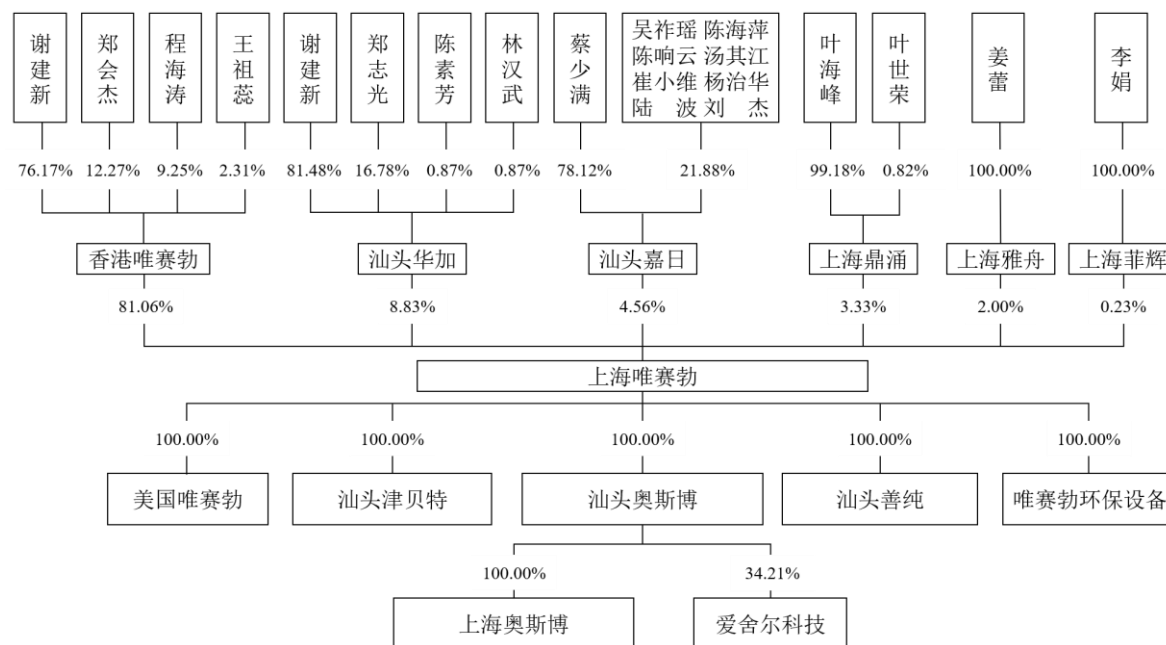 谢建新
郑会杰
程海涛
王祖蕊
谢建新
郑志光
陈素芳
林汉武
蔡少满
吴祚瑶 陈海萍
陈响云 汤其江
崔小维 杨治华
陆波 刘杰
叶海峰
叶世荣
姜蕾
李娟
76.17% 12.27% 9.25% 2.31% 81.48% 16.78% 0.87% 0.87% 78.12% 21.88% 99.18% 0.82% 100.00% 100.00%
香港唯赛勃 汕头华加 汕头嘉日 上海鼎涌 上海雅舟 上海菲辉
81.06% 8.83% 4.56% 3.33% 2.00% 0.23%
上海唯赛勃
100.00% 100.00% 100.00% 100.00% 100.00%
美国唯赛勃 汕头津贝特 汕头奥斯博 汕头善纯 唯赛勃环保设备
100.00% 34.21%
上海奥斯博 爱舍尔科技